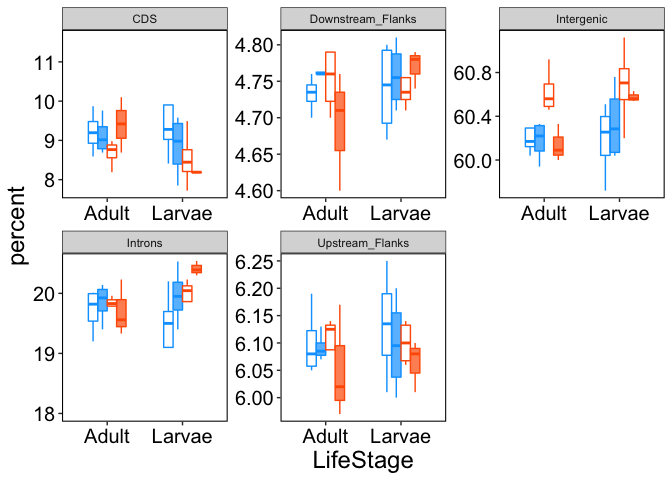 CDS
Downstream_Flanks
Intergenic
11
10
9
8
4.80
4.75
4.70
4.65
4.60
60.8
60.4
60.0
Adult
Larvae
Adult
Larvae
Adult
Larvae
percent
Introns
Upstream_Flanks
20
19
18
6.25
6.20
6.15
6.10
6.05
6.00
Adult
Larvae
Adult
Larvae
LifeStage